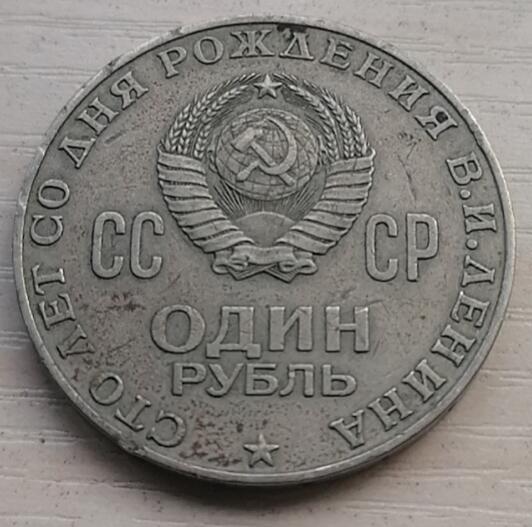 СТО ЛЕТ СО ДНЯ РОЖДЕНИЯ В.И.ЛЕНИНА
СС СР
ОДИН
РУБЛЬ